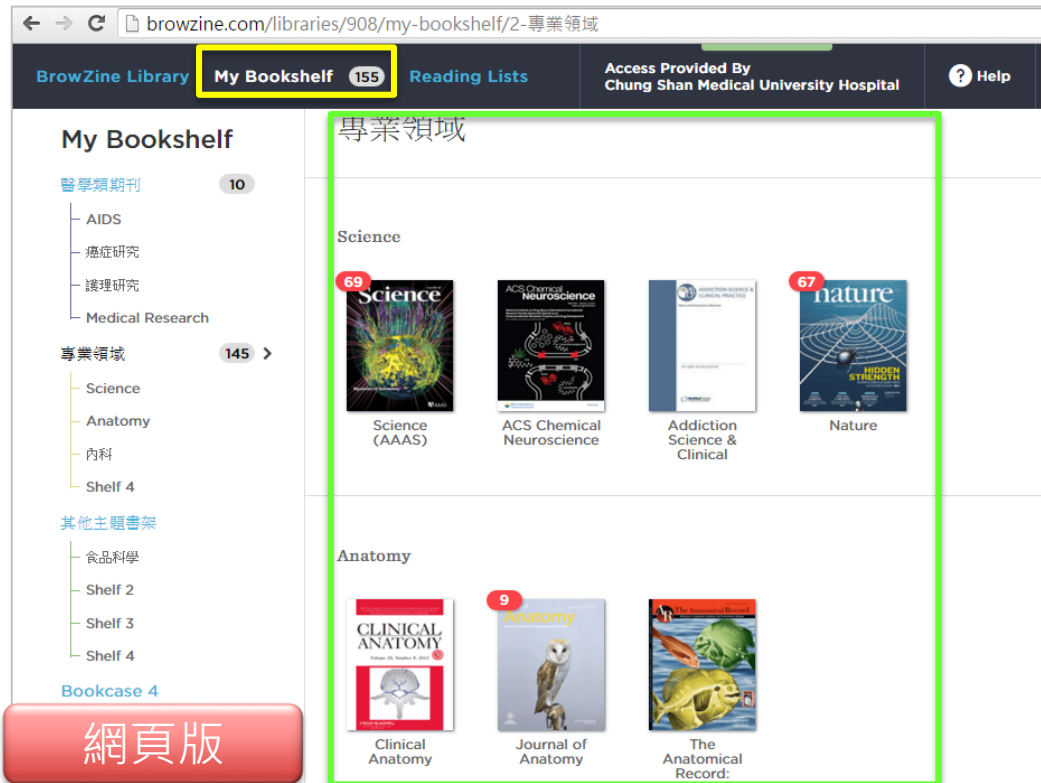 browzine.com/libraries/908/my-bookshelf/2-專業領域
BrowZine Library
My Bookshelf 155
Reading Lists
Access Provided By
Chung Shan Medical University Hospital
? Help
My Bookshelf
醫學類期刊 10
AIDS
癌症研究
護理研究
Medical Research
專業領域 145
Science
Anatomy
內科
Shelf 4
其他主題書架
食品科學
Shelf 2
Shelf 3
Shelf 4
Bookcase 4
網頁版
專業領域
Science
69
Science
AAAS
Science
(AAAS)
ACS Chemical
Neuroscience
ACS Chemical
Neuroscience
ADDICTION SCIENCE &
CLINICAL PRACTICE
Addiction
Science &
Clinical
67
nature
HIDDEN
STRENGTH
Nature
Anatomy
CLINICAL
ANATOMY
Clinical
Anatomy
9
Anatomy
Journal of
Anatomy
AR The Anatomical Record
The
Anatomical
Record: